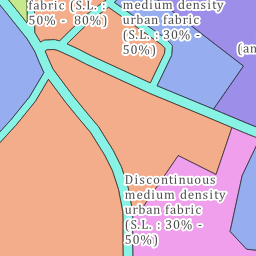 fabric (S.L. :
50% - 80%)
medium density
urban fabric
(S.L. : 30% -
50%)
(an
Discontinuous
medium density
urban fabric
(S.L. : 30% -
50%)